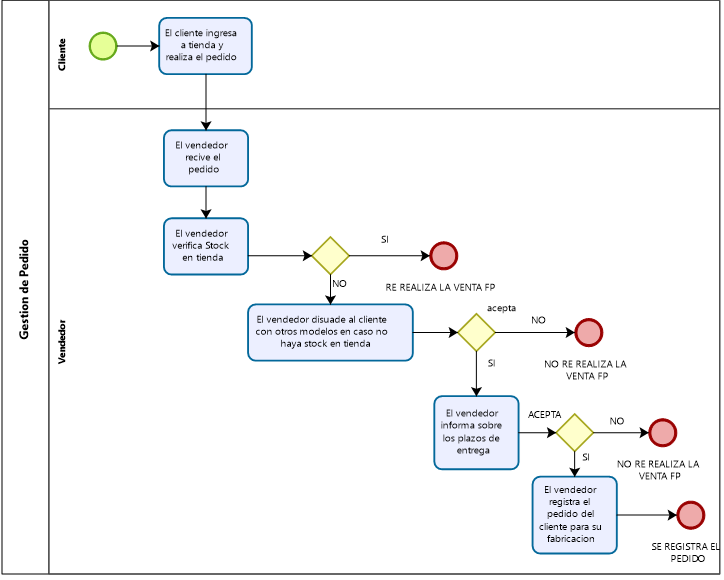 Gestion de Pedido
Cliente
El cliente ingresa
a tienda y
realiza el pedido
Vendedor
El vendedor
recive el
pedido
El vendedor
verifica Stock
en tienda
SI
RE REALIZA LA VENTA FP
NO
El vendedor disuade al cliente
con otros modelos en caso no
haya stock en tienda
acepta
NO
NO RE REALIZA LA
VENTA FP
SI
El vendedor
informa sobre
los plazos de
entrega
ACEPTA
NO
NO RE REALIZA LA
VENTA FP
SI
El vendedor
registra el
pedido del
cliente para su
fabricacion
SE REGISTRA EL
PEDIDO